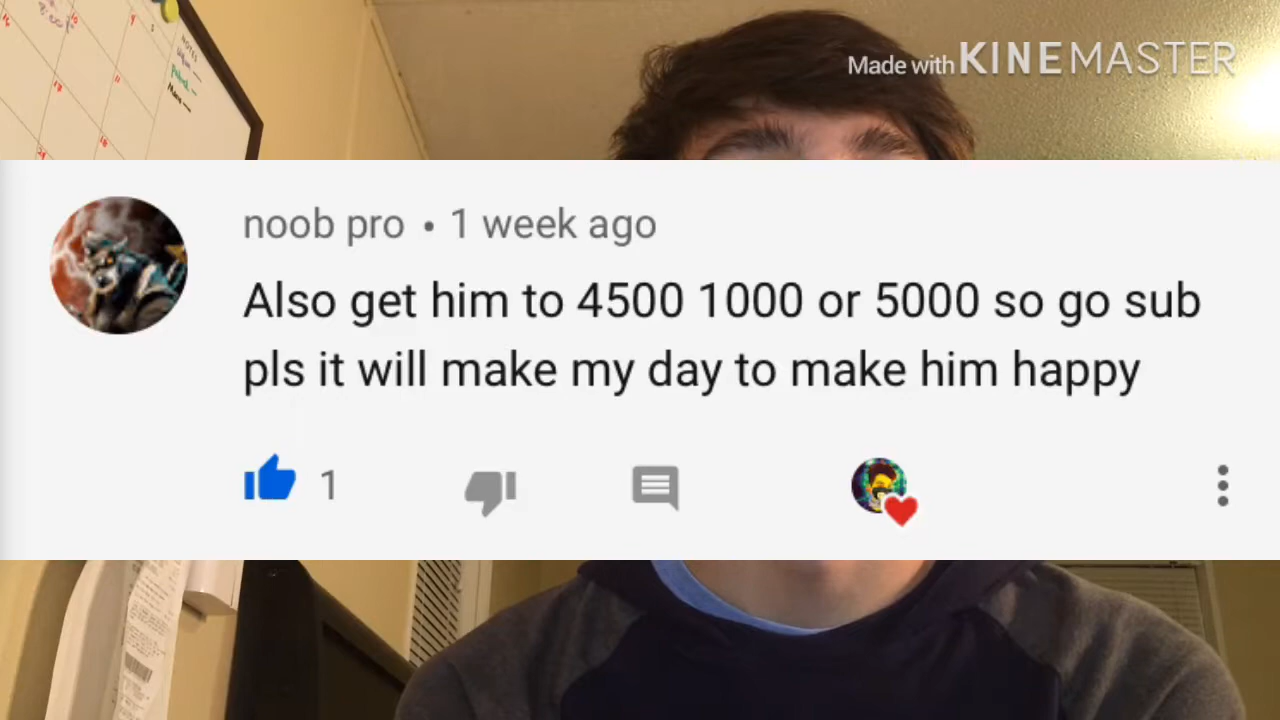 Made with KINEMASTER
NOTES
noob pro • 1 week ago
Also get him to 4500 1000 or 5000 so go sub
pls it will make my day to make him happy
1